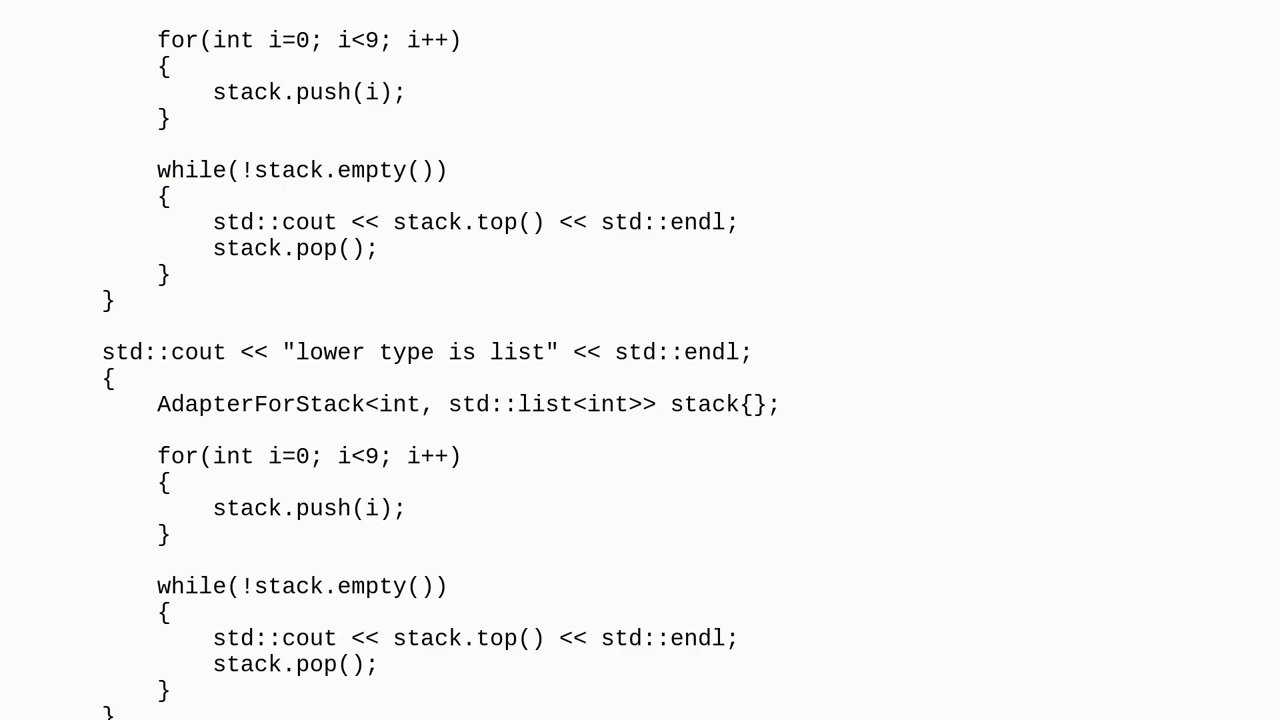 for(int i=0; i<9; i++)
{
stack.push(i);
}
while(!stack.empty())
{
std::cout << stack.top() << std::endl;
stack.pop();
}
}
std::cout << "lower type is list" << std::endl;
{
AdapterForStack<int, std::list<int>> stack{};
for(int i=0; i<9; i++)
{
stack.push(i);
}
while(!stack.empty())
{
std::cout << stack.top() << std::endl;
stack.pop();
}
}